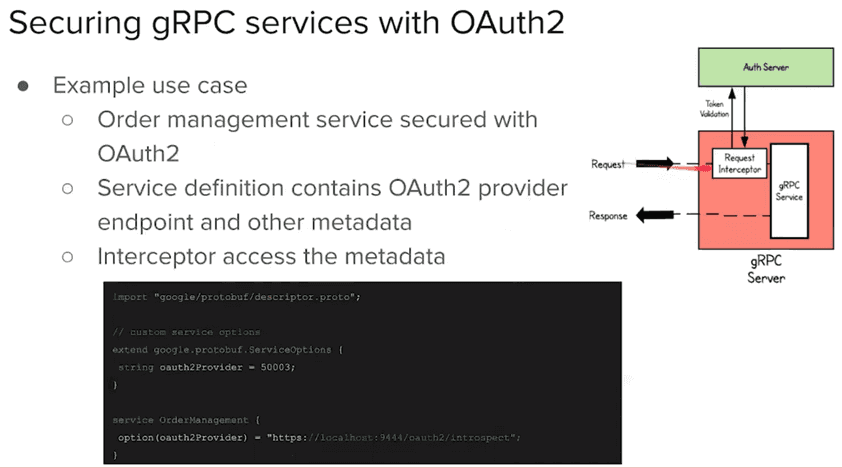 Securing gRPC services with OAuth2
● Example use case
○ Order management service secured with
OAuth2
○ Service definition contains OAuth2 provider
endpoint and other metadata
○ Interceptor access the metadata
Auth Server
Token
Validation
Request
Request
Interceptor
gRPC
Service
Response
gRPC
Server
import "google/protobuf/descriptor.proto";
// custom service options
extend google.protobuf.ServiceOptions {
string oauth2Provider = 50003;
}
service OrderManagement {
option(oauth2Provider) = "https://localhost:9444/oauth2/introspect";
}